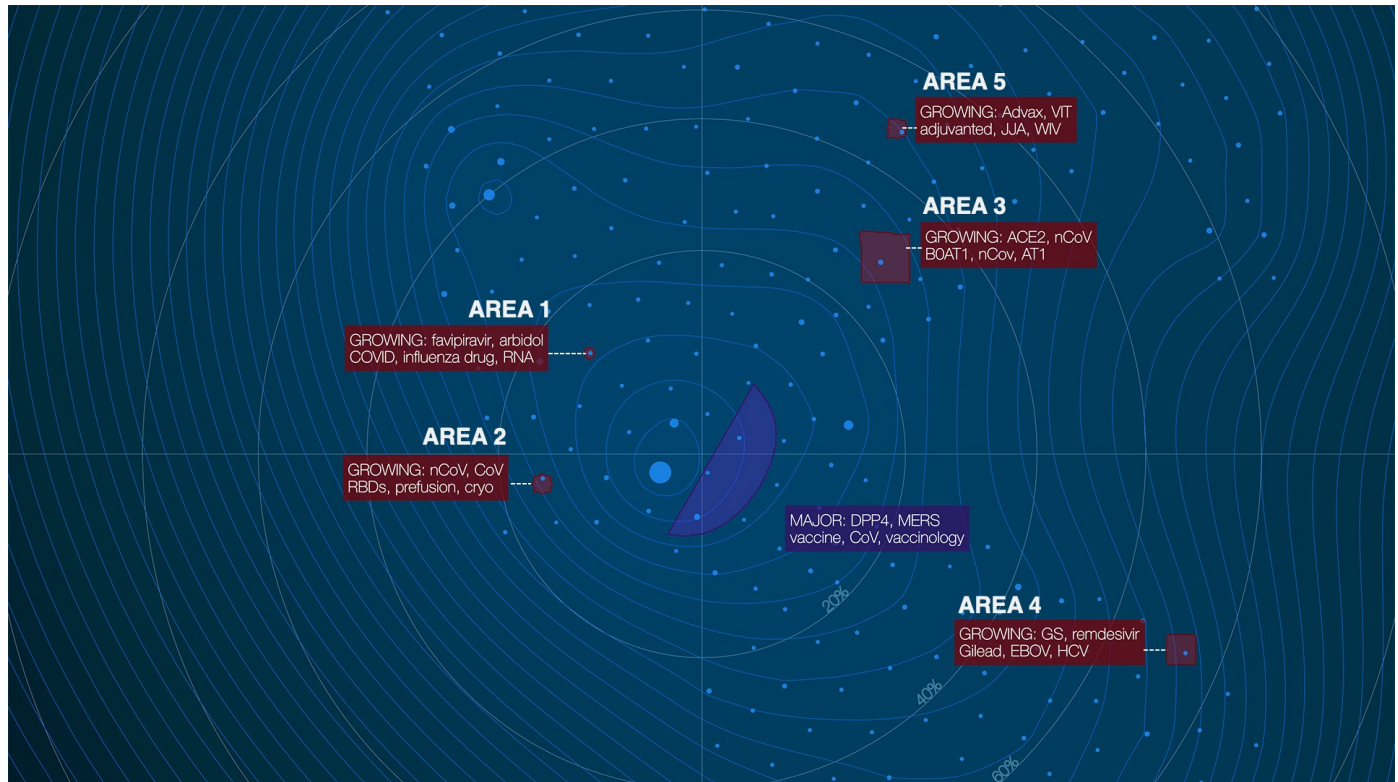 AREA 5
GROWING: Advax, VIT
adjuvanted, JJA, WIV
AREA 3
GROWING: ACE2, nCoV
B0AT1, nCov, AT1
AREA 1
GROWING: favipiravir, arbidol
COVID, influenza drug, RNA
AREA 2
GROWING: nCoV, CoV
RBDs, prefusion, cryo
MAJOR: DPP4, MERS
vaccine, CoV, vaccinology
20%
AREA 4
GROWING: GS, remdesivir
Gilead, EBOV, HCV
40%
60%